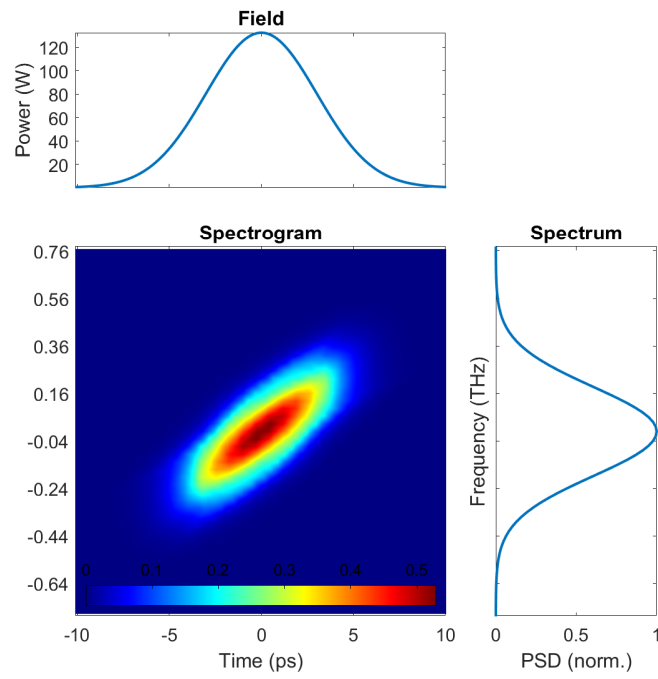 Field
120
100
80
60
40
20
Power (W)
Spectrogram
0.76
0.56
0.36
0.16
-0.04
-0.24
-0.44
-0.64
0 0.1 0.2 0.3 0.4 0.5
-10 -5 0 5 10
Time (ps)
Spectrum
Frequency (THz)
0 0.5 1
PSD (norm.)